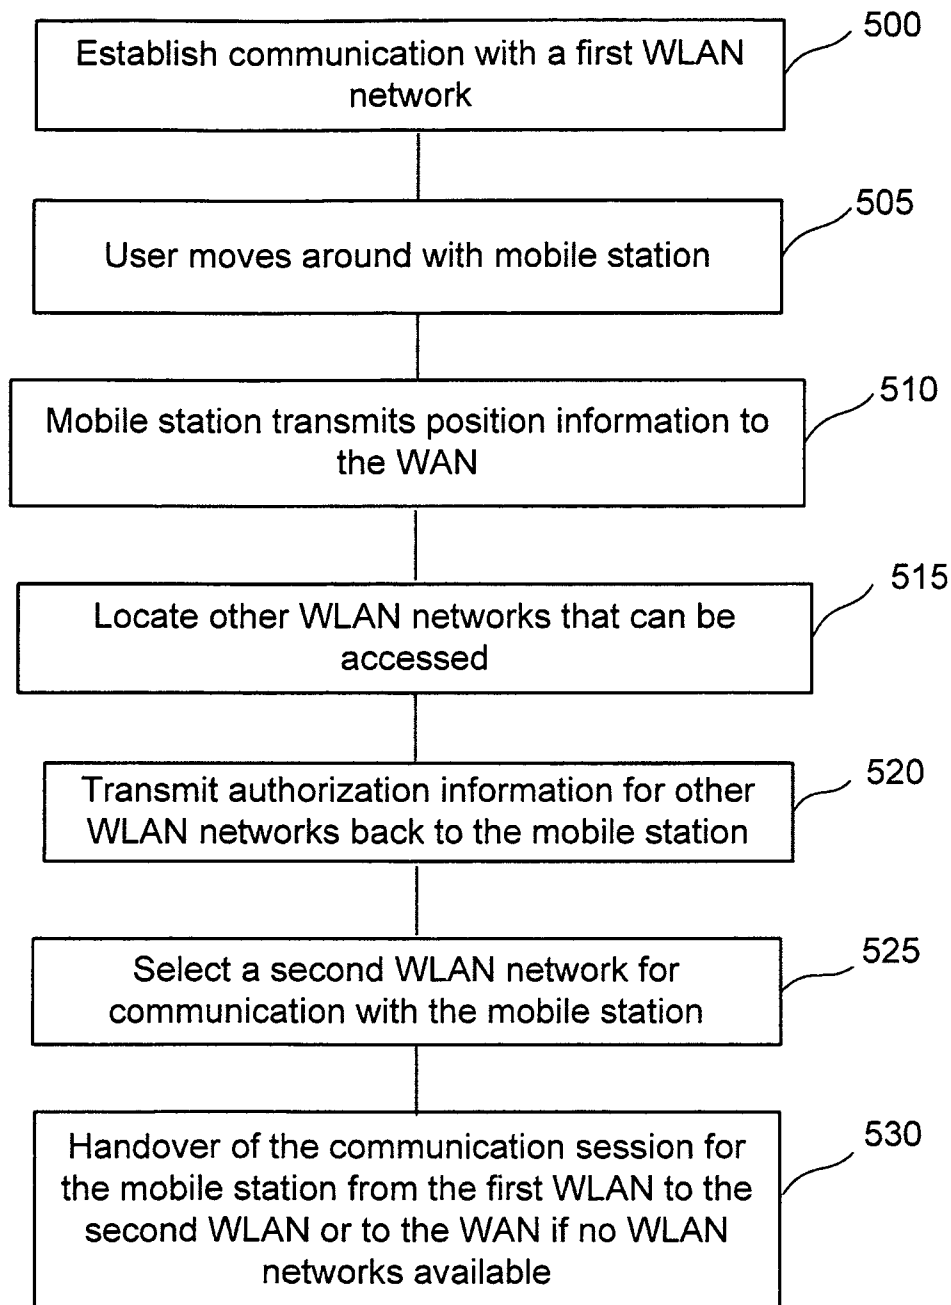 500
Establish communication with a first WLAN
network
505
User moves around with mobile station
510
Mobile station transmits position information to
the WAN
515
Locate other WLAN networks that can be
accessed
520
Transmit authorization information for other
WLAN networks back to the mobile station
525
Select a second WLAN network for
communication with the mobile station
530
Handover of the communication session for
the mobile station from the first WLAN to the
second WLAN or to the WAN if no WLAN
networks available